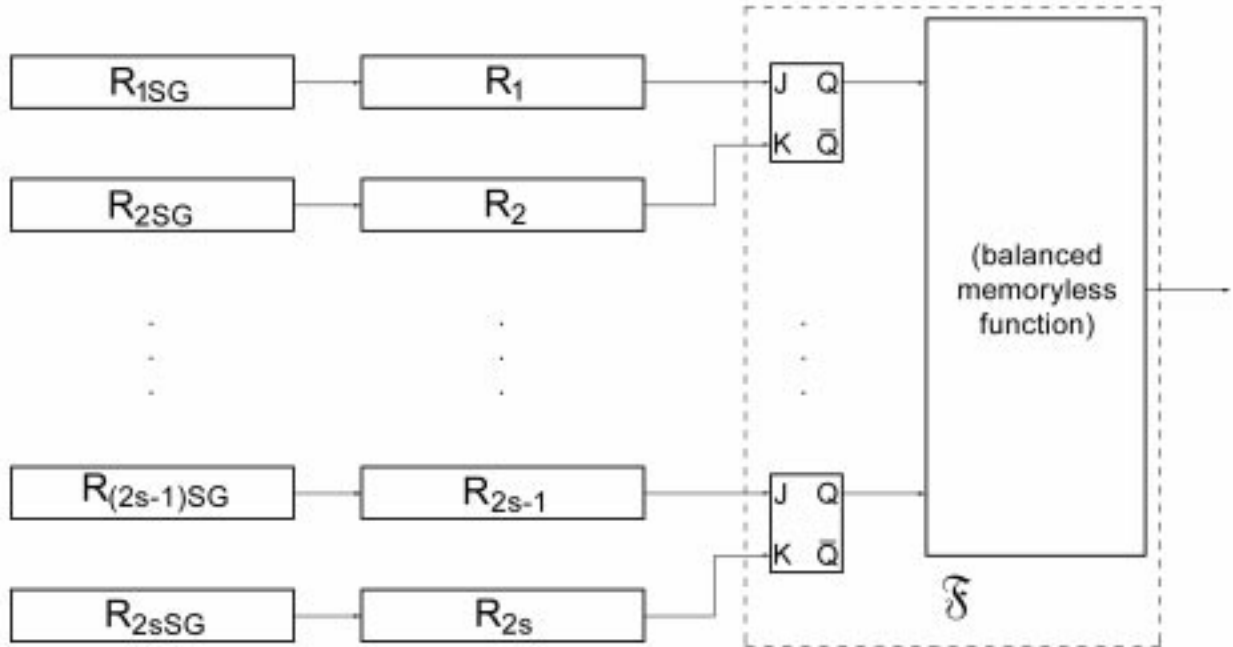 R1SG
R1
J Q
K Q̄
R2SG
R2
(balanced
memoryless
function)
R(2s-1)SG
R2s-1
J Q
K Q̄
R2sSG
R2s
𝔉